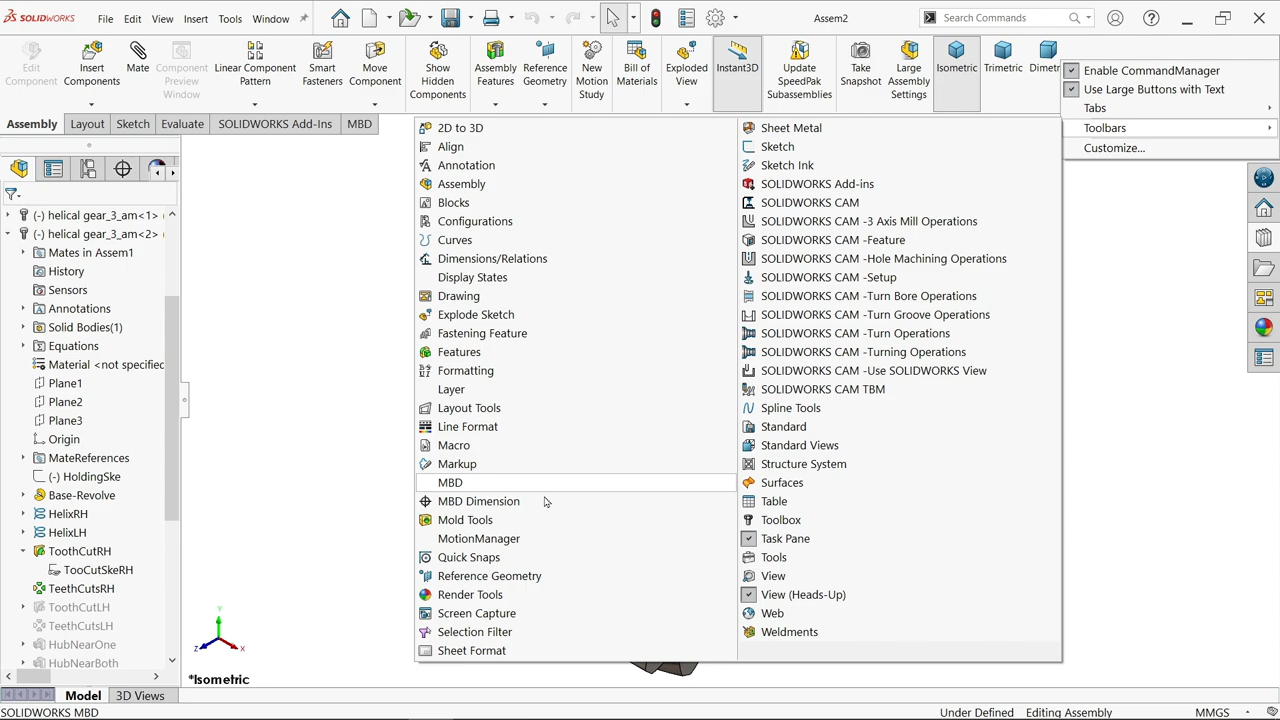 SOLIDWORKS File Edit View Insert Tools Window Assem2 Search Commands
Edit Component
Insert Components
Mate
Component Preview Window
Linear Component Pattern
Smart Fasteners
Move Component
Show Hidden Components
Assembly Features
Reference Geometry
New Motion Study
Bill of Materials
Exploded View
Instant3D
Update SpeedPak Subassemblies
Take Snapshot
Large Assembly Settings
Isometric
Trimetric
Dimetr
Enable CommandManager
Use Large Buttons with Text
Tabs
Toolbars
Customize...
Assembly Layout Sketch Evaluate SOLIDWORKS Add-Ins MBD
(-) helical gear_3_am<1>
(-) helical gear_3_am<2>
Mates in Assem1
History
Sensors
Annotations
Solid Bodies(1)
Equations
Material <not specified
Plane1
Plane2
Plane3
Origin
MateReferences
(-) HoldingSke
Base-Revolve
HelixRH
HelixLH
ToothCutRH
TooCutSkeRH
TeethCutsRH
ToothCutLH
TeethCutsLH
HubNearOne
HubNearBoth
2D to 3D
Align
Annotation
Assembly
Blocks
Configurations
Curves
Dimensions/Relations
Display States
Drawing
Explode Sketch
Fastening Feature
Features
Formatting
Layer
Layout Tools
Line Format
Macro
Markup
MBD
MBD Dimension
Mold Tools
MotionManager
Quick Snaps
Reference Geometry
Render Tools
Screen Capture
Selection Filter
Sheet Format
Sheet Metal
Sketch
Sketch Ink
SOLIDWORKS Add-ins
SOLIDWORKS CAM
SOLIDWORKS CAM -3 Axis Mill Operations
SOLIDWORKS CAM -Feature
SOLIDWORKS CAM -Hole Machining Operations
SOLIDWORKS CAM -Setup
SOLIDWORKS CAM -Turn Bore Operations
SOLIDWORKS CAM -Turn Groove Operations
SOLIDWORKS CAM -Turn Operations
SOLIDWORKS CAM -Turning Operations
SOLIDWORKS CAM -Use SOLIDWORKS View
SOLIDWORKS CAM TBM
Spline Tools
Standard
Standard Views
Structure System
Surfaces
Table
Toolbox
Task Pane
Tools
View
View (Heads-Up)
Web
Weldments
Y
Z X
*Isometric
Model 3D Views
SOLIDWORKS MBD Under Defined Editing Assembly MMGS